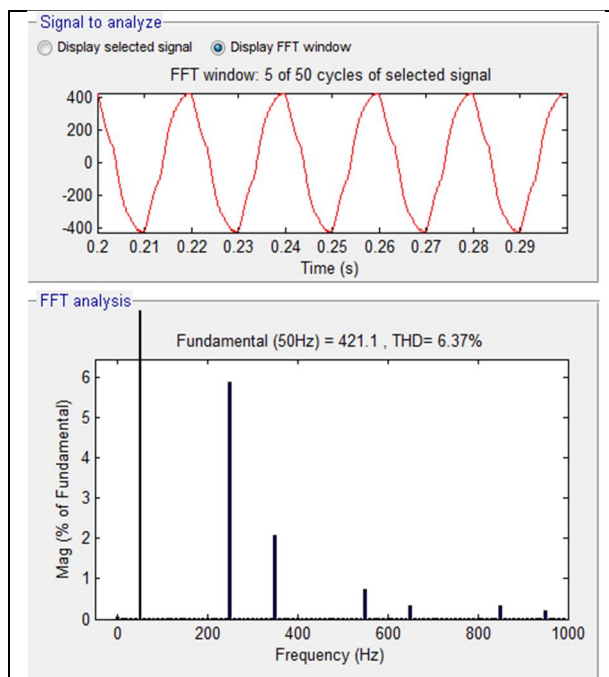 Signal to analyze
Display selected signal Display FFT window
FFT window: 5 of 50 cycles of selected signal
400
200
0
-200
-400
0.2 0.21 0.22 0.23 0.24 0.25 0.26 0.27 0.28 0.29
Time (s)
FFT analysis
Fundamental (50Hz) = 421.1 , THD= 6.37%
6
5
4
3
2
1
0
Mag (% of Fundamental)
0 200 400 600 800 1000
Frequency (Hz)